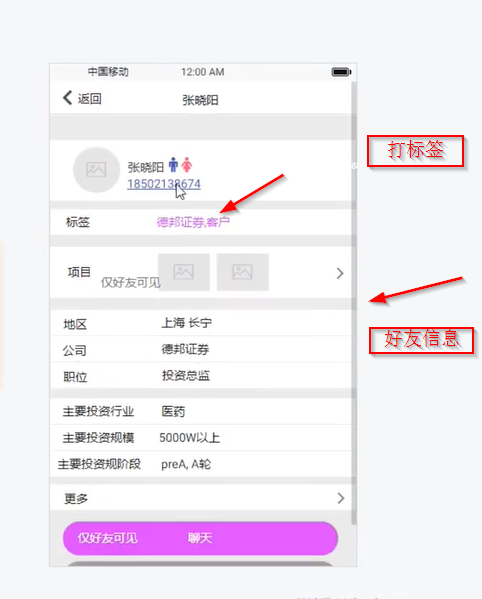 中国移动 12:00 AM
返回 张晓阳
打标签
张晓阳
18502138674
标签 德邦证券,客户
项目 仅好友可见
地区 上海 长宁
好友信息
公司 德邦证券
职位 投资总监
主要投资行业 医药
主要投资规模 5000W以上
主要投资规阶段 preA, A轮
更多
仅好友可见 聊天